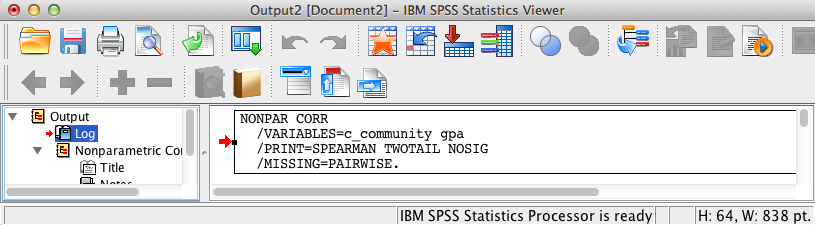 Output2 [Document2] – IBM SPSS Statistics Viewer
Output
Log
Nonparametric Co
Title
Notes
NONPAR CORR
/VARIABLES=c_community gpa
/PRINT=SPEARMAN TWOTAIL NOSIG
/MISSING=PAIRWISE.
IBM SPSS Statistics Processor is ready
H: 64, W: 838 pt.